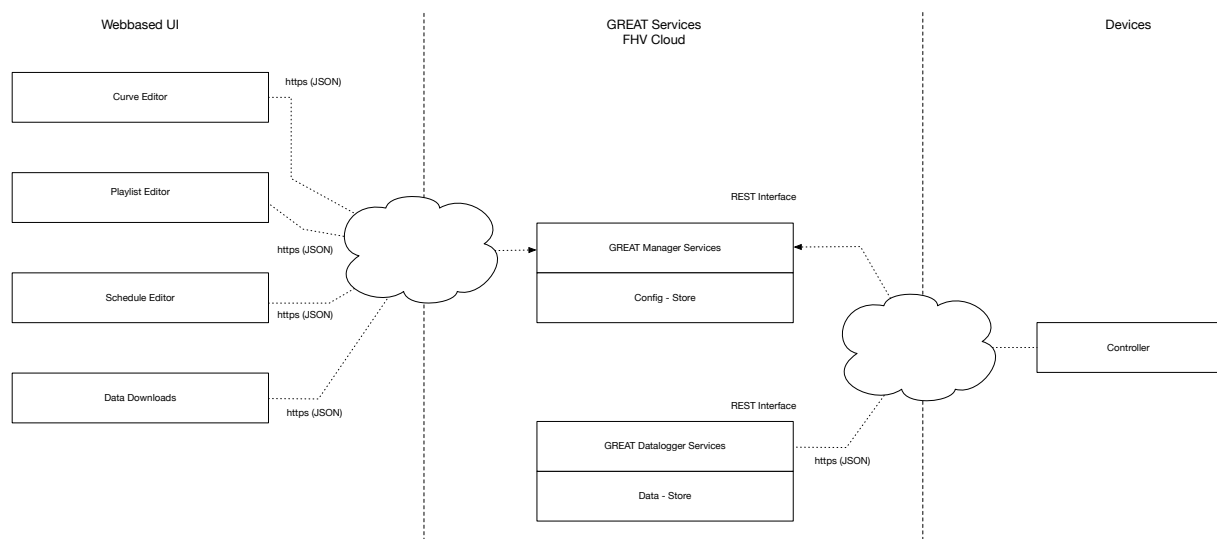 Webbased UI
GREAT Services
FHV Cloud
Devices
https (JSON)
Curve Editor
Playlist Editor
https (JSON)
Schedule Editor
https (JSON)
Data Downloads
https (JSON)
REST Interface
GREAT Manager Services
Config - Store
REST Interface
GREAT Datalogger Services
https (JSON)
Data - Store
Controller